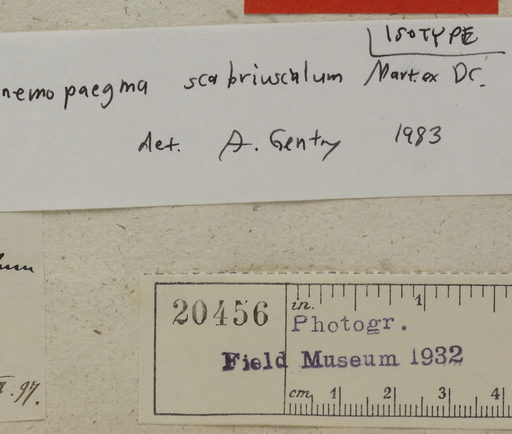 ISOTYPE
nemopaegma scabriusculum Mart. ex DC.
det. A. Gentry 1983
20456
in. 1
Photogr.
Field Museum 1932
cm 1 2 3 4
. 97.